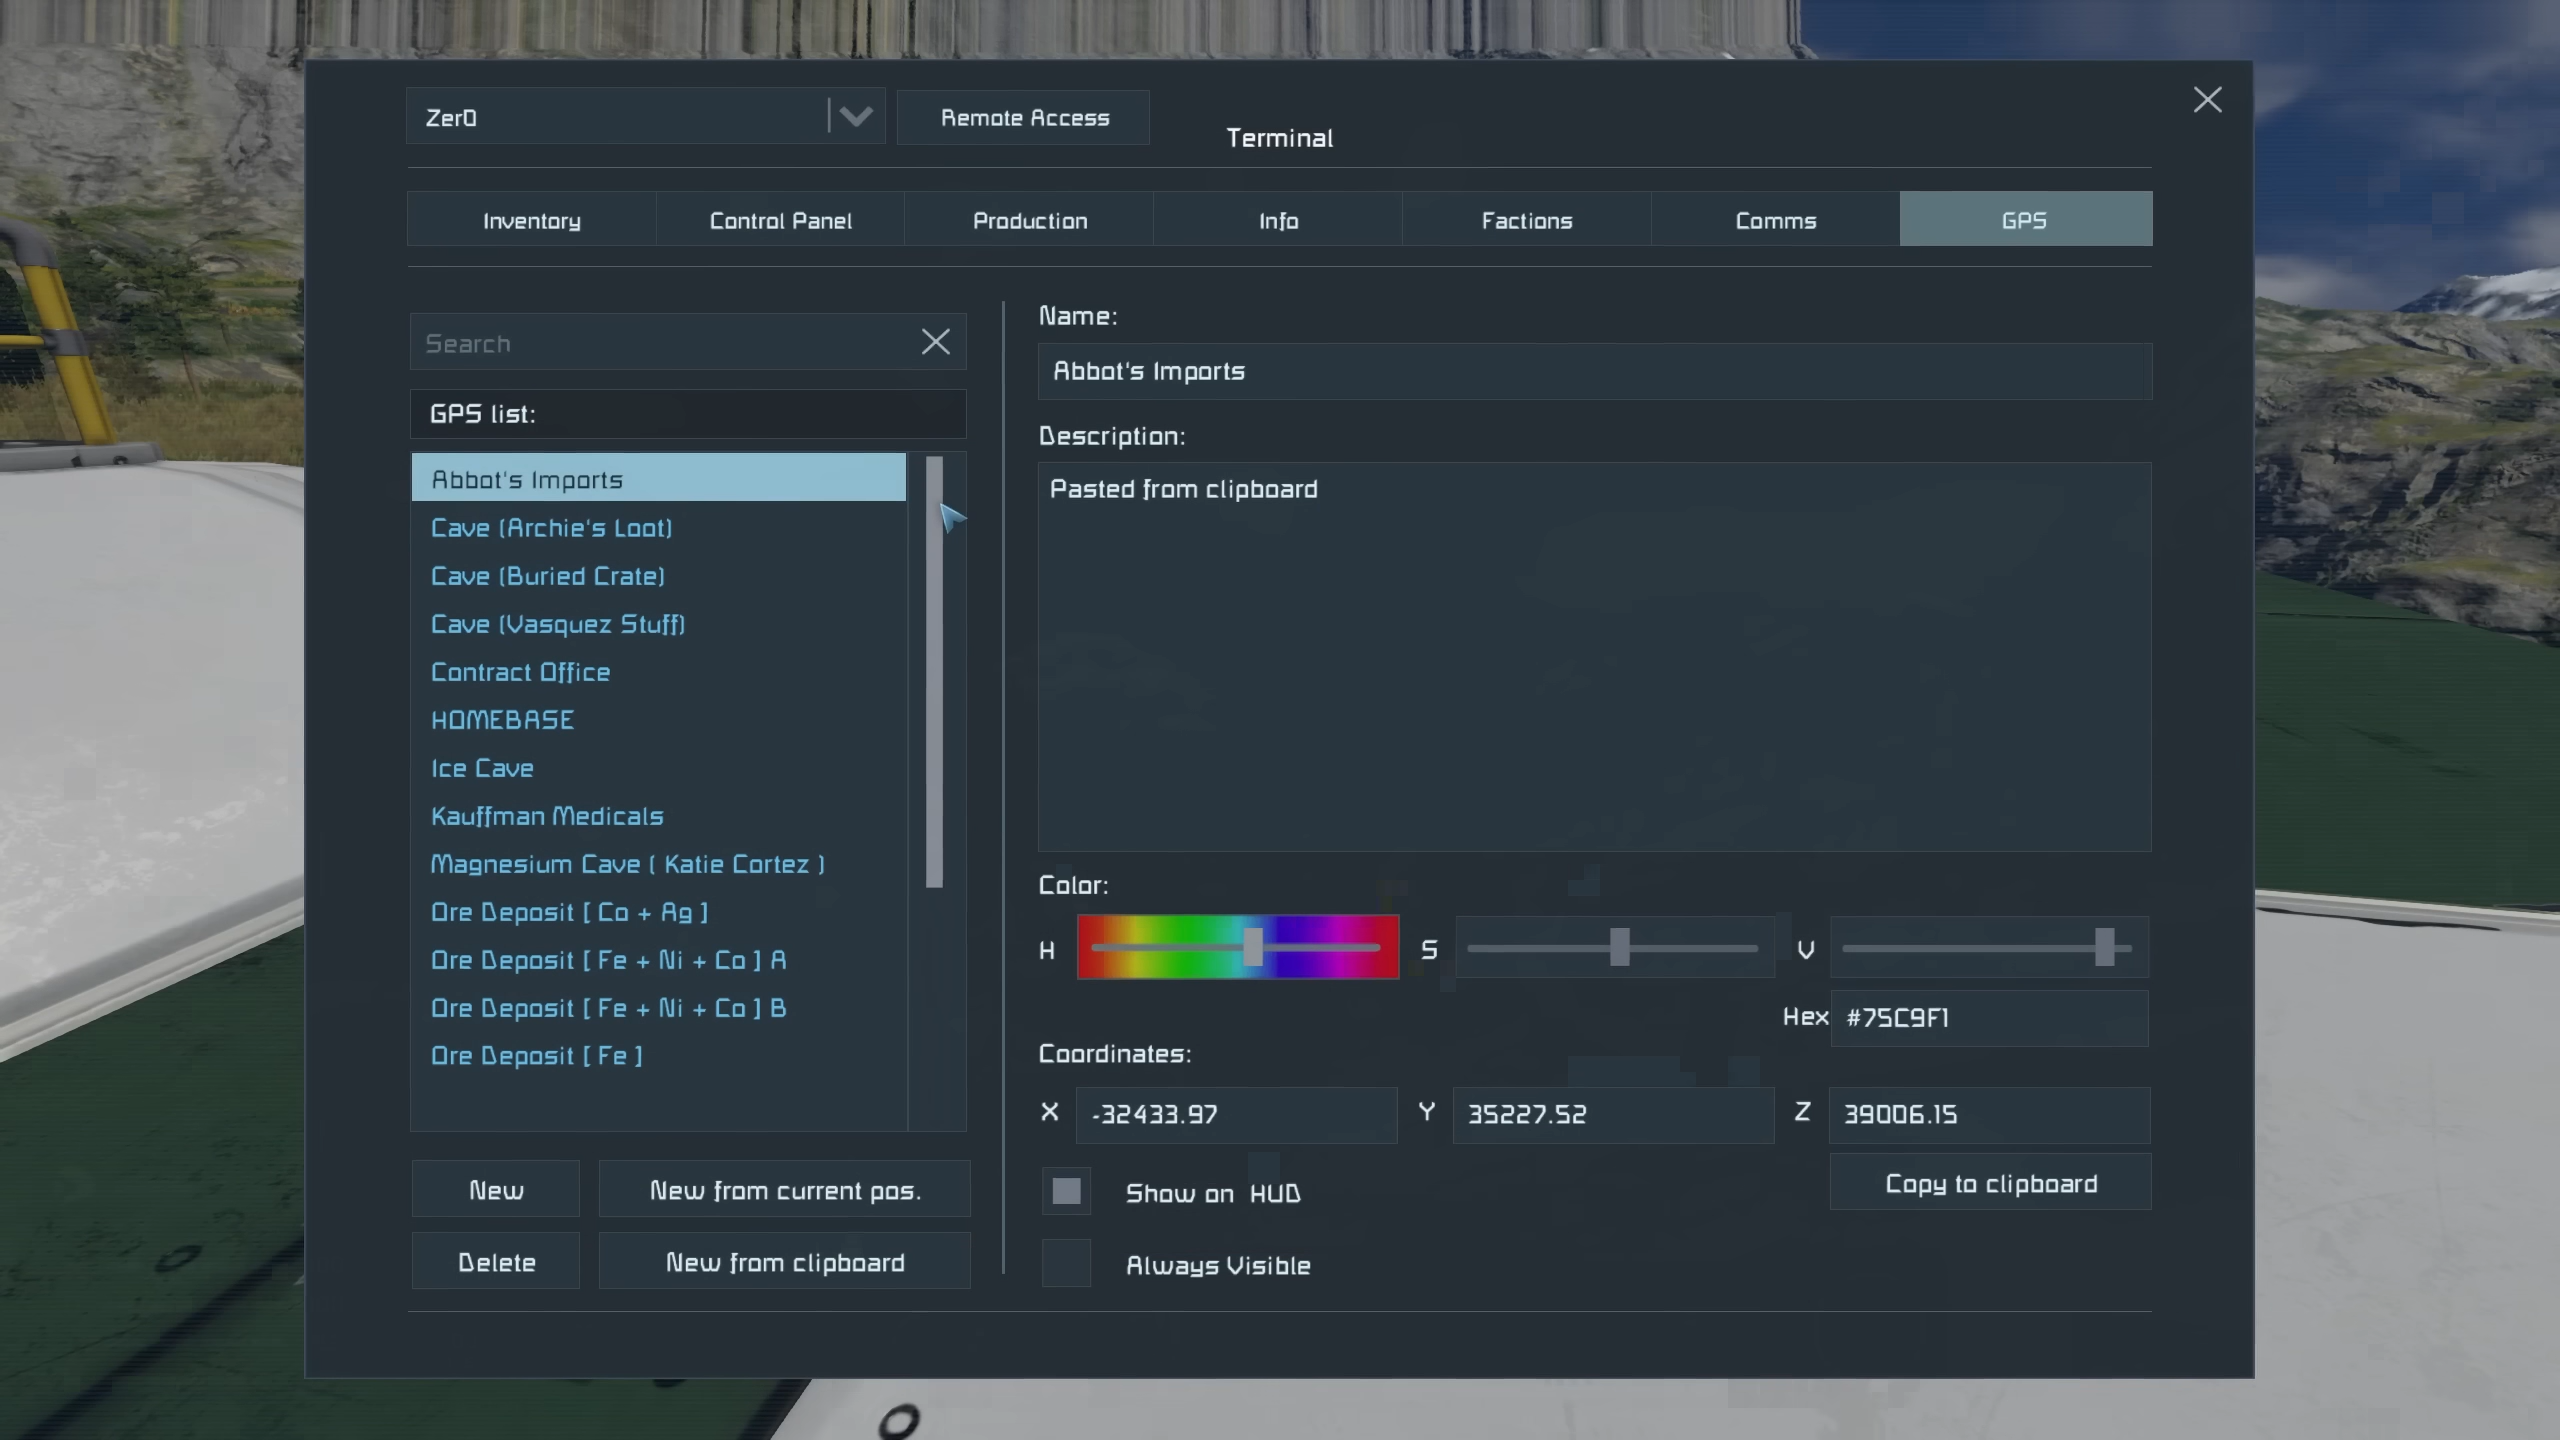 Zer0
Remote Access
Terminal
Inventory
Control Panel
Production
Info
Factions
Comms
GPS
Search
GPS list:
Abbot's Imports
Cave (Archie's Loot)
Cave (Buried Crate)
Cave (Vasquez Stuff)
Contract Office
HOMEBASE
Ice Cave
Kauffman Medicals
Magnesium Cave ( Katie Cortez )
Ore Deposit [ Co + Ag ]
Ore Deposit [ Fe + Ni + Co ] A
Ore Deposit [ Fe + Ni + Co ] B
Ore Deposit [ Fe ]
New
New from current pos.
Delete
New from clipboard
Name:
Abbot's Imports
Description:
Pasted from clipboard
Color:
H
S
V
Hex #75C9F1
Coordinates:
X -32433.97
Y 35227.52
Z 39006.15
Show on HUD
Copy to clipboard
Always Visible